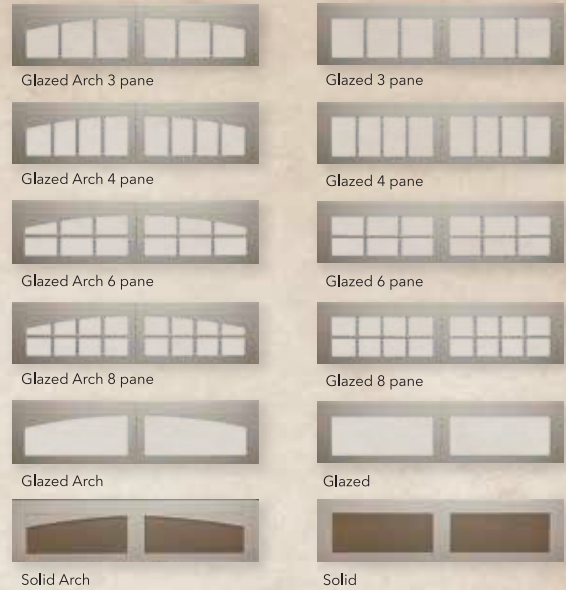 Glazed Arch 3 pane
Glazed 3 pane
Glazed Arch 4 pane
Glazed 4 pane
Glazed Arch 6 pane
Glazed 6 pane
Glazed Arch 8 pane
Glazed 8 pane
Glazed Arch
Glazed
Solid Arch
Solid